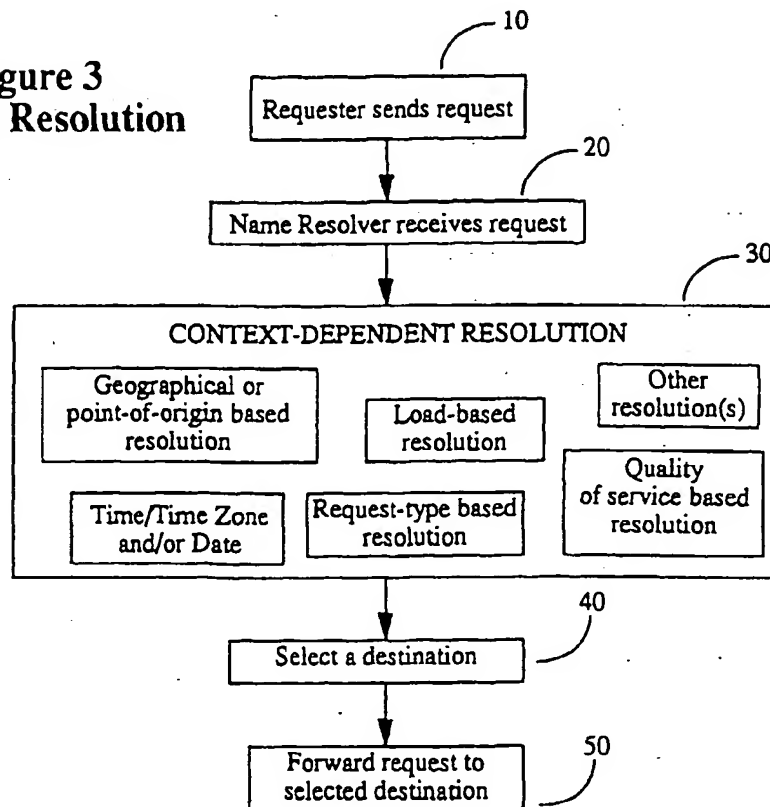 10
gure 3
Resolution
Requester sends request
20
Name Resolver receives request
30
CONTEXT-DEPENDENT RESOLUTION
Geographical or
point-of-origin based
resolution
Load-based
resolution
Other
resolution(s)
Time/Time Zone
and/or Date
Request-type based
resolution
Quality
of service based
resolution
40
Select a destination
50
Forward request to
selected destination